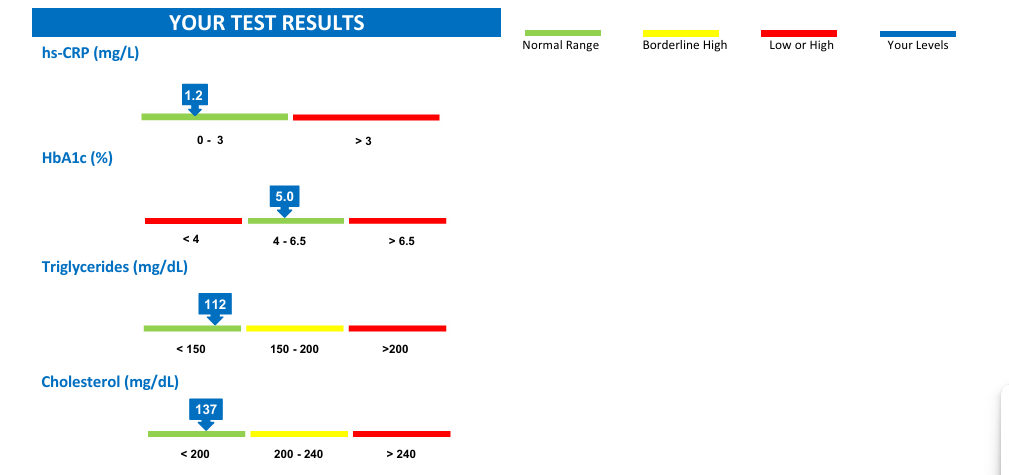 YOUR TEST RESULTS
Normal Range
Borderline High
Low or High
Your Levels
hs-CRP (mg/L)
1.2
0 - 3
> 3
HbA1c (%)
5.0
< 4
4 - 6.5
> 6.5
Triglycerides (mg/dL)
112
< 150
150 - 200
>200
Cholesterol (mg/dL)
137
< 200
200 - 240
> 240